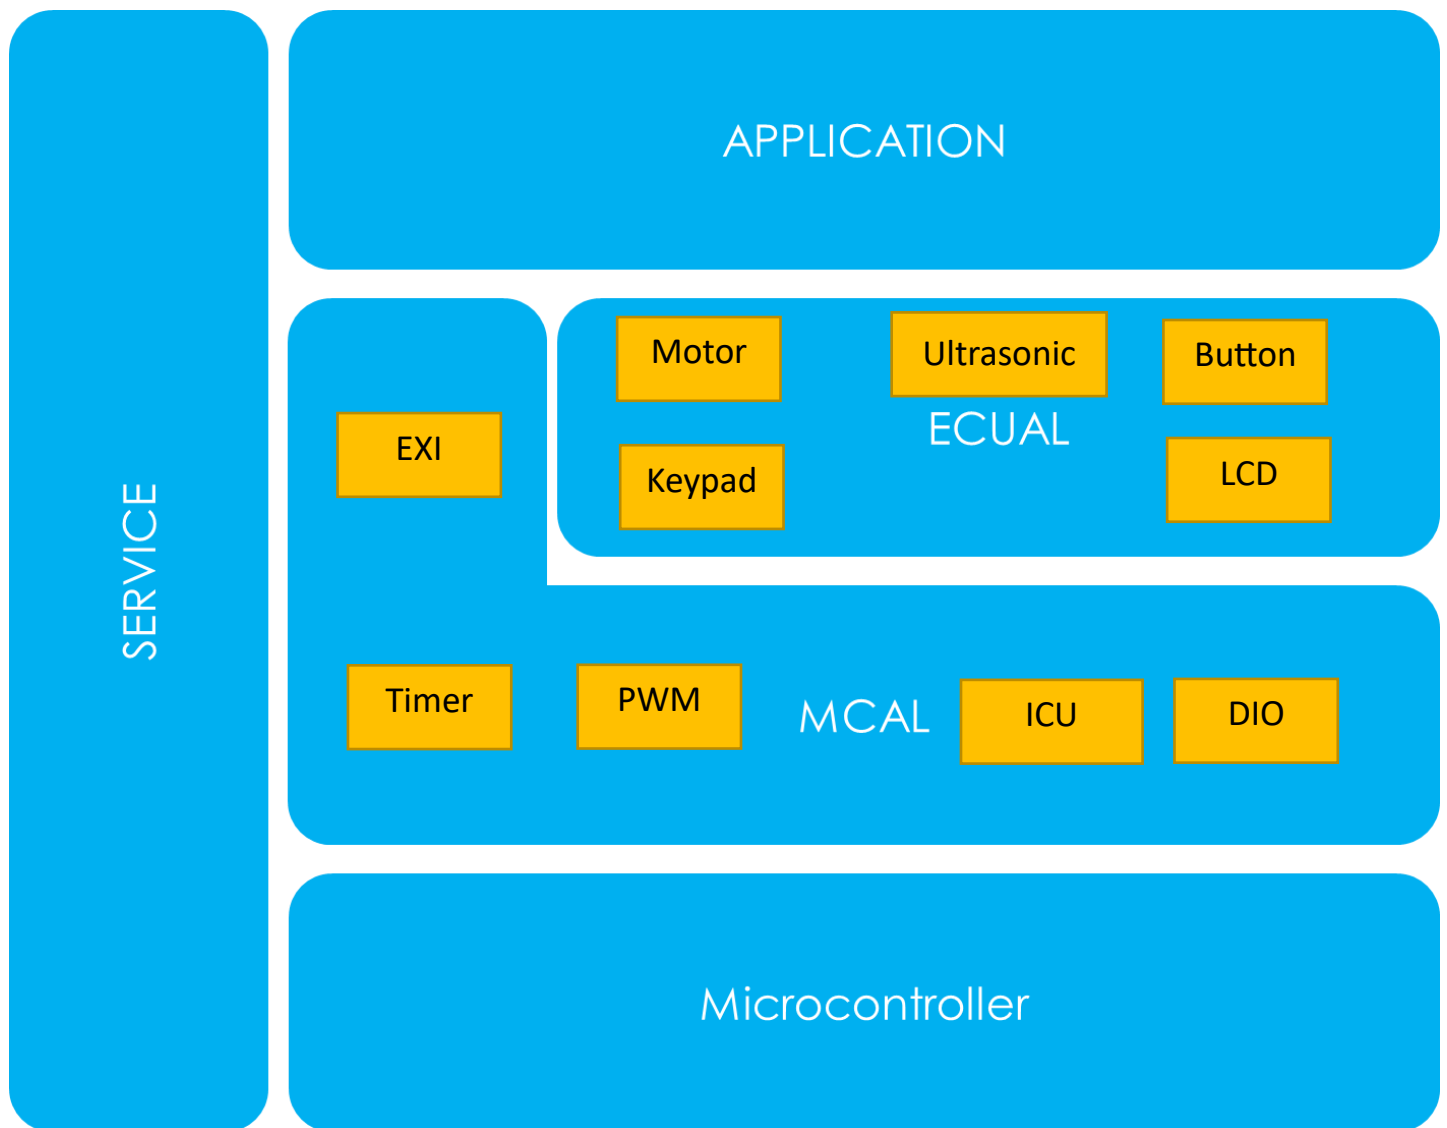 SERVICE
APPLICATION
Motor
Ultrasonic
Button
ECUAL
EXI
Keypad
LCD
Timer
PWM
MCAL
ICU
DIO
Microcontroller